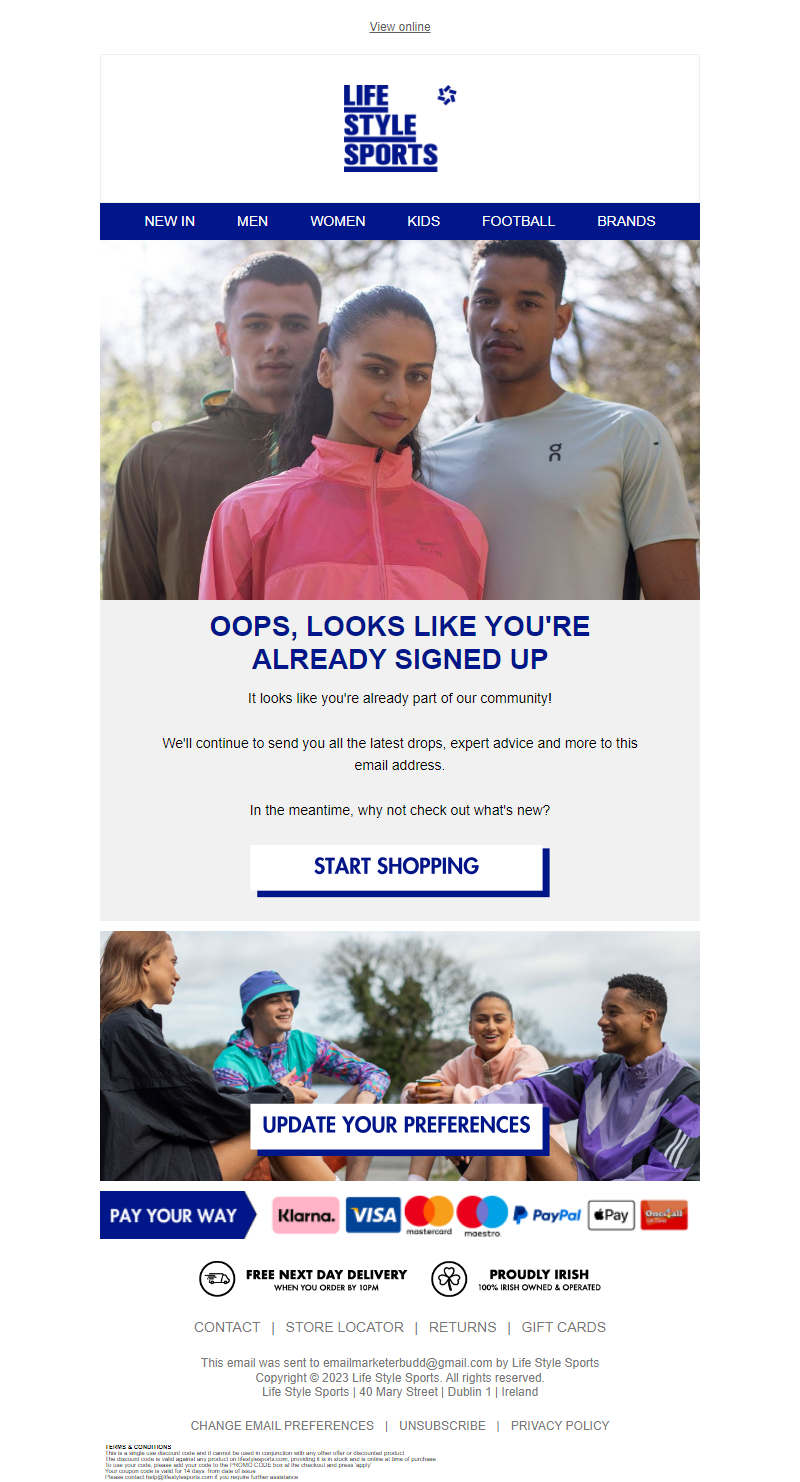 View online
LIFE
STYLE
SPORTS
NEW IN MEN WOMEN KIDS FOOTBALL BRANDS
OOPS, LOOKS LIKE YOU'RE
ALREADY SIGNED UP
It looks like you're already part of our community!
We'll continue to send you all the latest drops, expert advice and more to this
email address.
In the meantime, why not check out what's new?
START SHOPPING
UPDATE YOUR PREFERENCES
PAY YOUR WAY Klarna. VISA mastercard maestro PayPal Pay One4all
FREE NEXT DAY DELIVERY
WHEN YOU ORDER BY 10PM
PROUDLY IRISH
100% IRISH OWNED & OPERATED
CONTACT | STORE LOCATOR | RETURNS | GIFT CARDS
This email was sent to emailmarketerbudd@gmail.com by Life Style Sports
Copyright © 2023 Life Style Sports. All rights reserved.
Life Style Sports | 40 Mary Street | Dublin 1 | Ireland
CHANGE EMAIL PREFERENCES | UNSUBSCRIBE | PRIVACY POLICY
TERMS & CONDITIONS
This is a single use discount code and it cannot be used in conjunction with any other offer or discounted product
The discount code is valid against any product on lifestylesports.com, providing it is in stock and is online at time of purchase
To use your code, please add your code to the PROMO CODE box at the checkout and press 'apply'
Your coupon code is valid for 14 days from date of issue
Please contact help@lifestylesports.com if you require further assistance